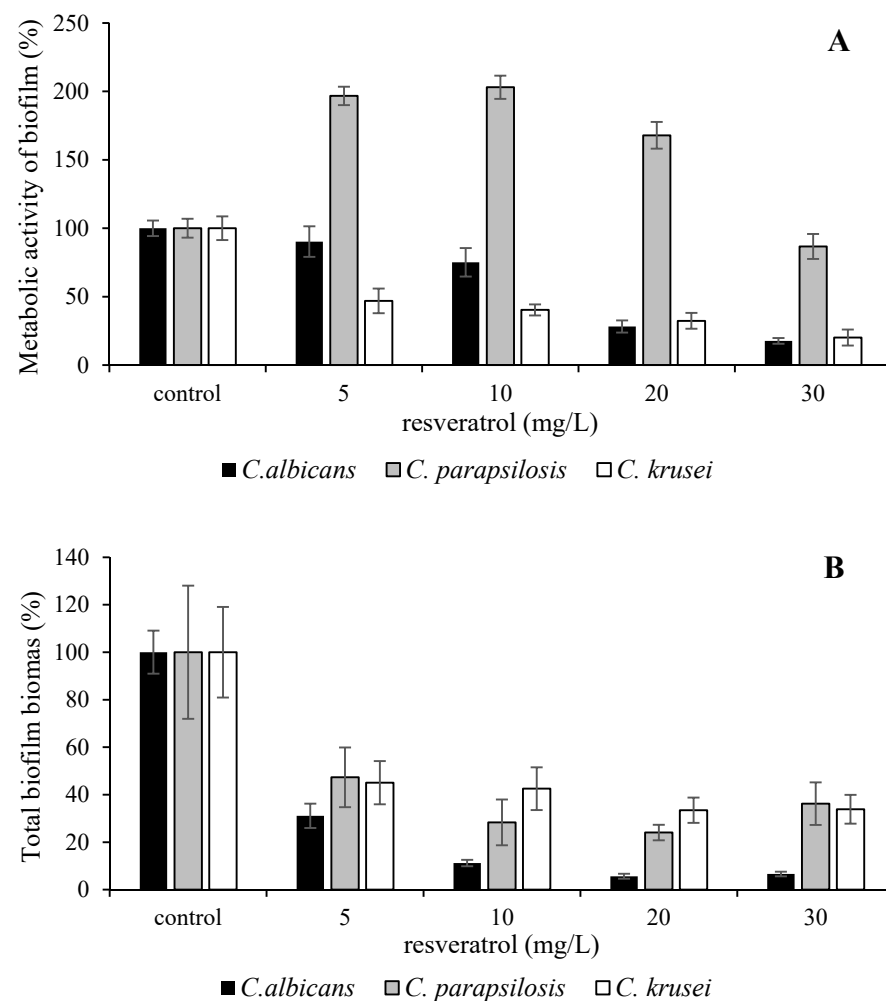 A
Metabolic activity of biofilm (%)
250
200
150
100
50
0
control 5 10 20 30
resveratrol (mg/L)
C.albicans C. parapsilosis C. krusei
B
Total biofilm biomas (%)
140
120
100
80
60
40
20
0
control 5 10 20 30
resveratrol (mg/L)
C.albicans C. parapsilosis C. krusei